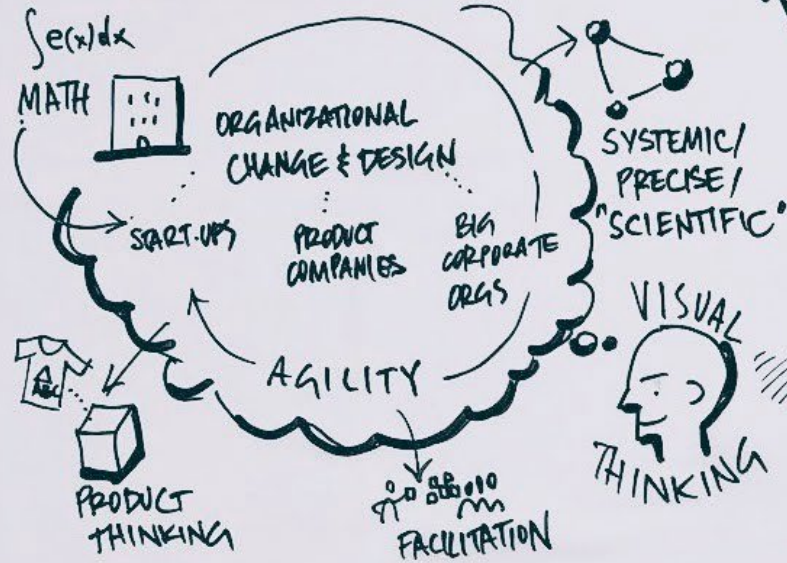 ∫e(x)dx
MATH
ORGANIZATIONAL
CHANGE & DESIGN
START-UPS
PRODUCT
COMPANIES
BIG
CORPORATE
ORGS
AGILITY
SYSTEMIC/
PRECISE/
"SCIENTIFIC"
VISUAL
THINKING
PRODUCT
THINKING
FACILITATION